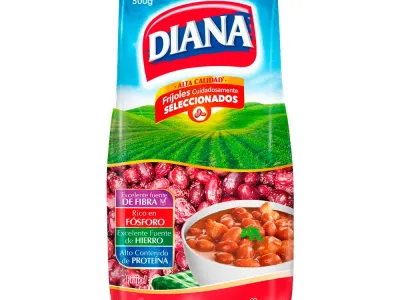 500g
DIANA
ALTA CALIDAD
Frijoles Cuidadosamente
SELECCIONADOS
Excelente fuente
DE FIBRA
Rico en
FÓSFORO
Excelente Fuente
de HIERRO
Alto Contenido
de PROTEÍNA